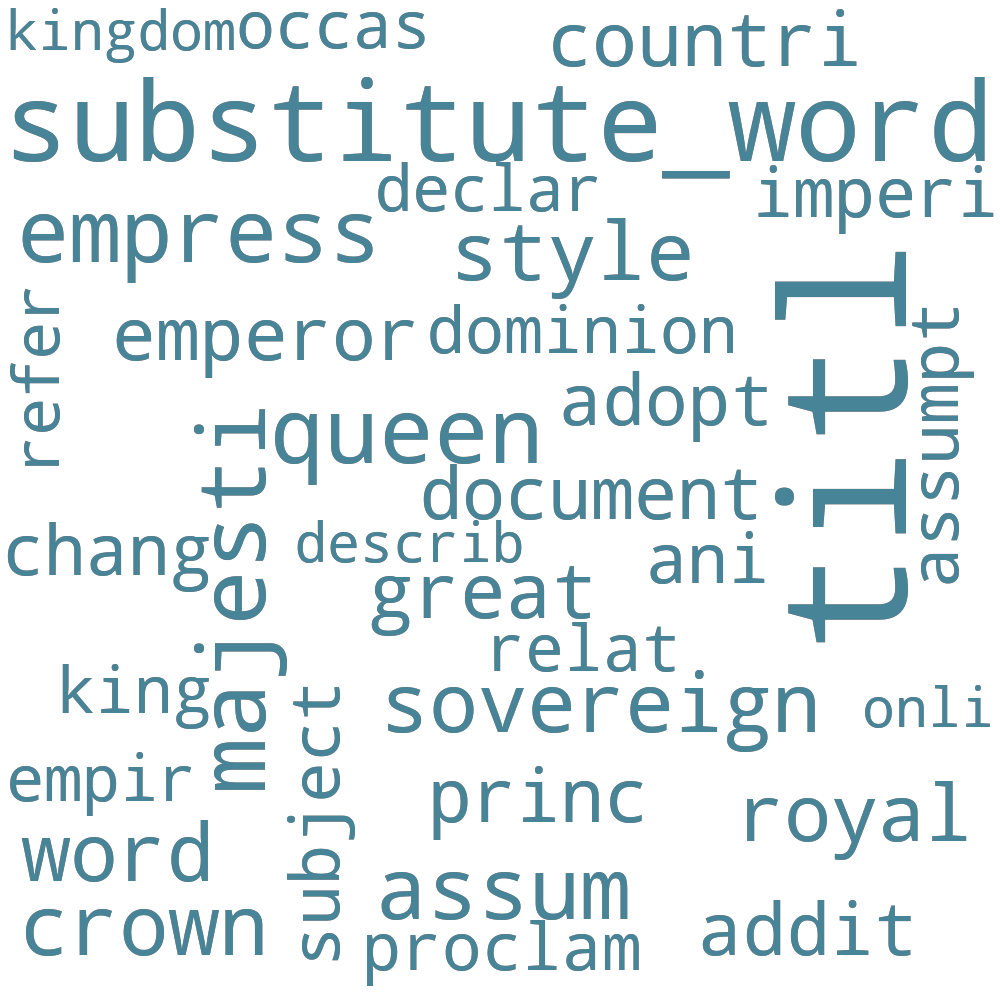 kingdom
occas
countri
substitute_word
declar
imperi
empress
style
titl
refer
emperor
dominion
assumpt
adopt
majesti
queen
document
chang
describ
ani
great
relat
king
sovereign
onli
subject
empir
princ
royal
word
assum
crown
addit
proclam